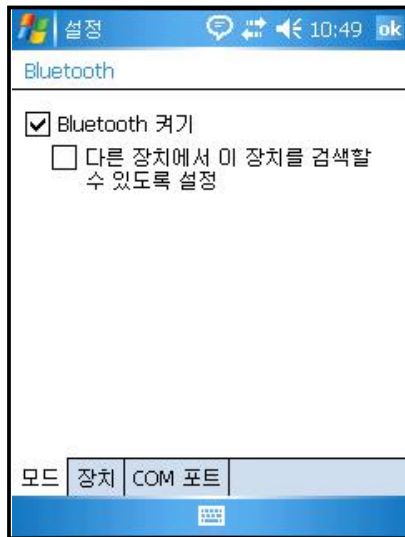 설정 10:49 ok
Bluetooth
Bluetooth 켜기
다른 장치에서 이 장치를 검색할
수 있도록 설정
모드 장치 COM 포트